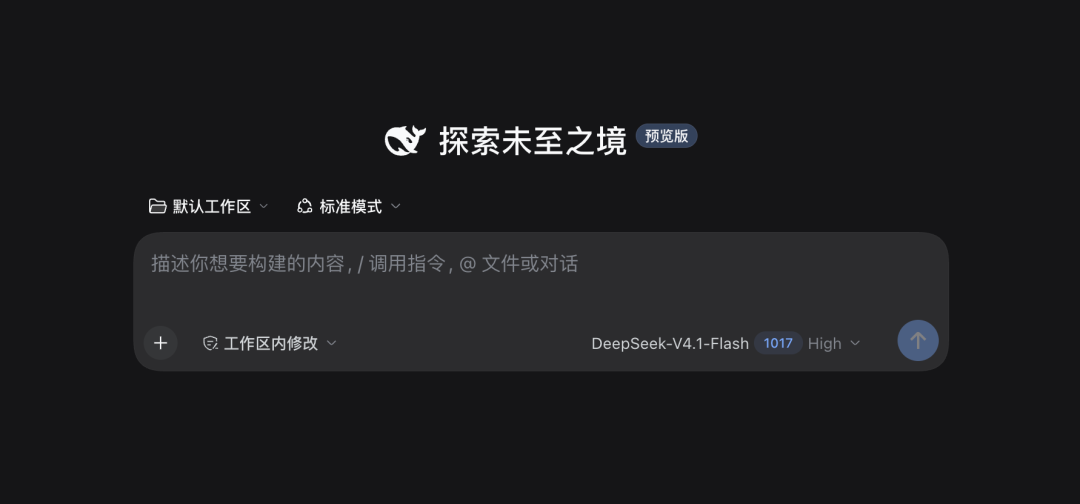 探索未至之境 预览版
默认工作区 标准模式
描述你想要构建的内容, / 调用指令, @ 文件或对话
工作区内修改 DeepSeek-V4.1-Flash 1017 High